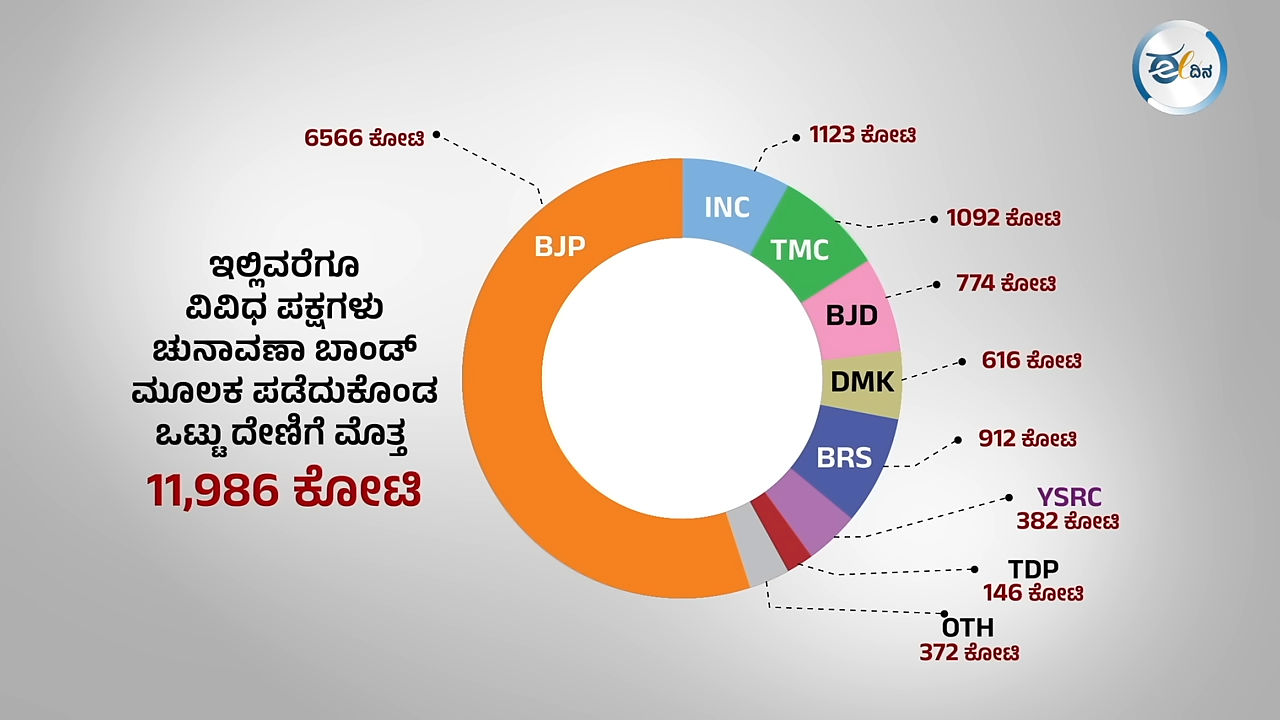 ಈ ದಿನ
6566 ಕೋಟಿ
1123 ಕೋಟಿ
INC
1092 ಕೋಟಿ
TMC
BJP
774 ಕೋಟಿ
BJD
616 ಕೋಟಿ
DMK
912 ಕೋಟಿ
BRS
YSRC
382 ಕೋಟಿ
TDP
146 ಕೋಟಿ
OTH
372 ಕೋಟಿ
ಇಲ್ಲಿವರೆಗೂ
ವಿವಿಧ ಪಕ್ಷಗಳು
ಚುನಾವಣಾ ಬಾಂಡ್
ಮೂಲಕ ಪಡೆದುಕೊಂಡ
ಒಟ್ಟು ದೇಣಿಗೆ ಮೊತ್ತ
11,986 ಕೋಟಿ